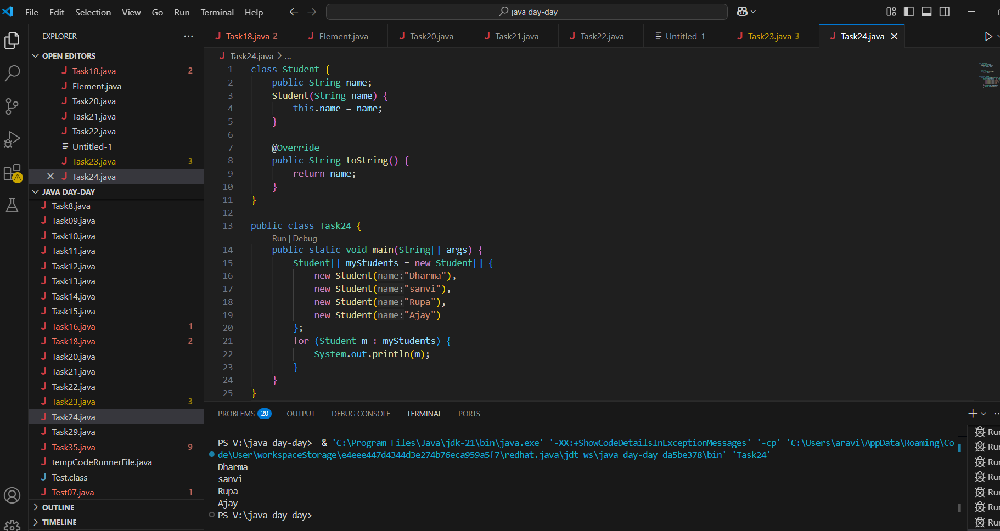 File Edit Selection View Go Run Terminal Help
java day-day
EXPLORER
OPEN EDITORS
Task18.java 2
Element.java
Task20.java
Task21.java
Task22.java
Untitled-1
Task23.java 3
Task24.java
JAVA DAY-DAY
Task8.java
Task09.java
Task10.java
Task11.java
Task12.java
Task13.java
Task14.java
Task15.java
Task16.java 1
Task18.java 2
Task20.java
Task21.java
Task22.java
Task23.java 3
Task24.java
Task29.java
Task35.java 9
tempCodeRunnerFile.java
Test.class
Test07.java 1
OUTLINE
TIMELINE
Task18.java 2 Element.java Task20.java Task21.java Task22.java Untitled-1 Task23.java 3 Task24.java
Task24.java > ...
1 class Student {
2 public String name;
3 Student(String name) {
4 this.name = name;
5 }
6
7 @Override
8 public String toString() {
9 return name;
10 }
11 }
12
13 public class Task24 {
Run | Debug
14 public static void main(String[] args) {
15 Student[] myStudents = new Student[] {
16 new Student(name:"Dharma"),
17 new Student(name:"sanvi"),
18 new Student(name:"Rupa"),
19 new Student(name:"Ajay")
20 };
21 for (Student m : myStudents) {
22 System.out.println(m);
23 }
24 }
25 }
PROBLEMS 20 OUTPUT DEBUG CONSOLE TERMINAL PORTS
PS V:\java day-day>  & 'C:\Program Files\Java\jdk-21\bin\java.exe' '-XX:+ShowCodeDetailsInExceptionMessages' '-cp' 'C:\Users\aravi\AppData\Roaming\Co
de\User\workspaceStorage\e4eee447d4344d3e274b76eca959a5f7\redhat.java\jdt_ws\java day-day_da5be378\bin' 'Task24'
Dharma
sanvi
Rupa
Ajay
PS V:\java day-day>